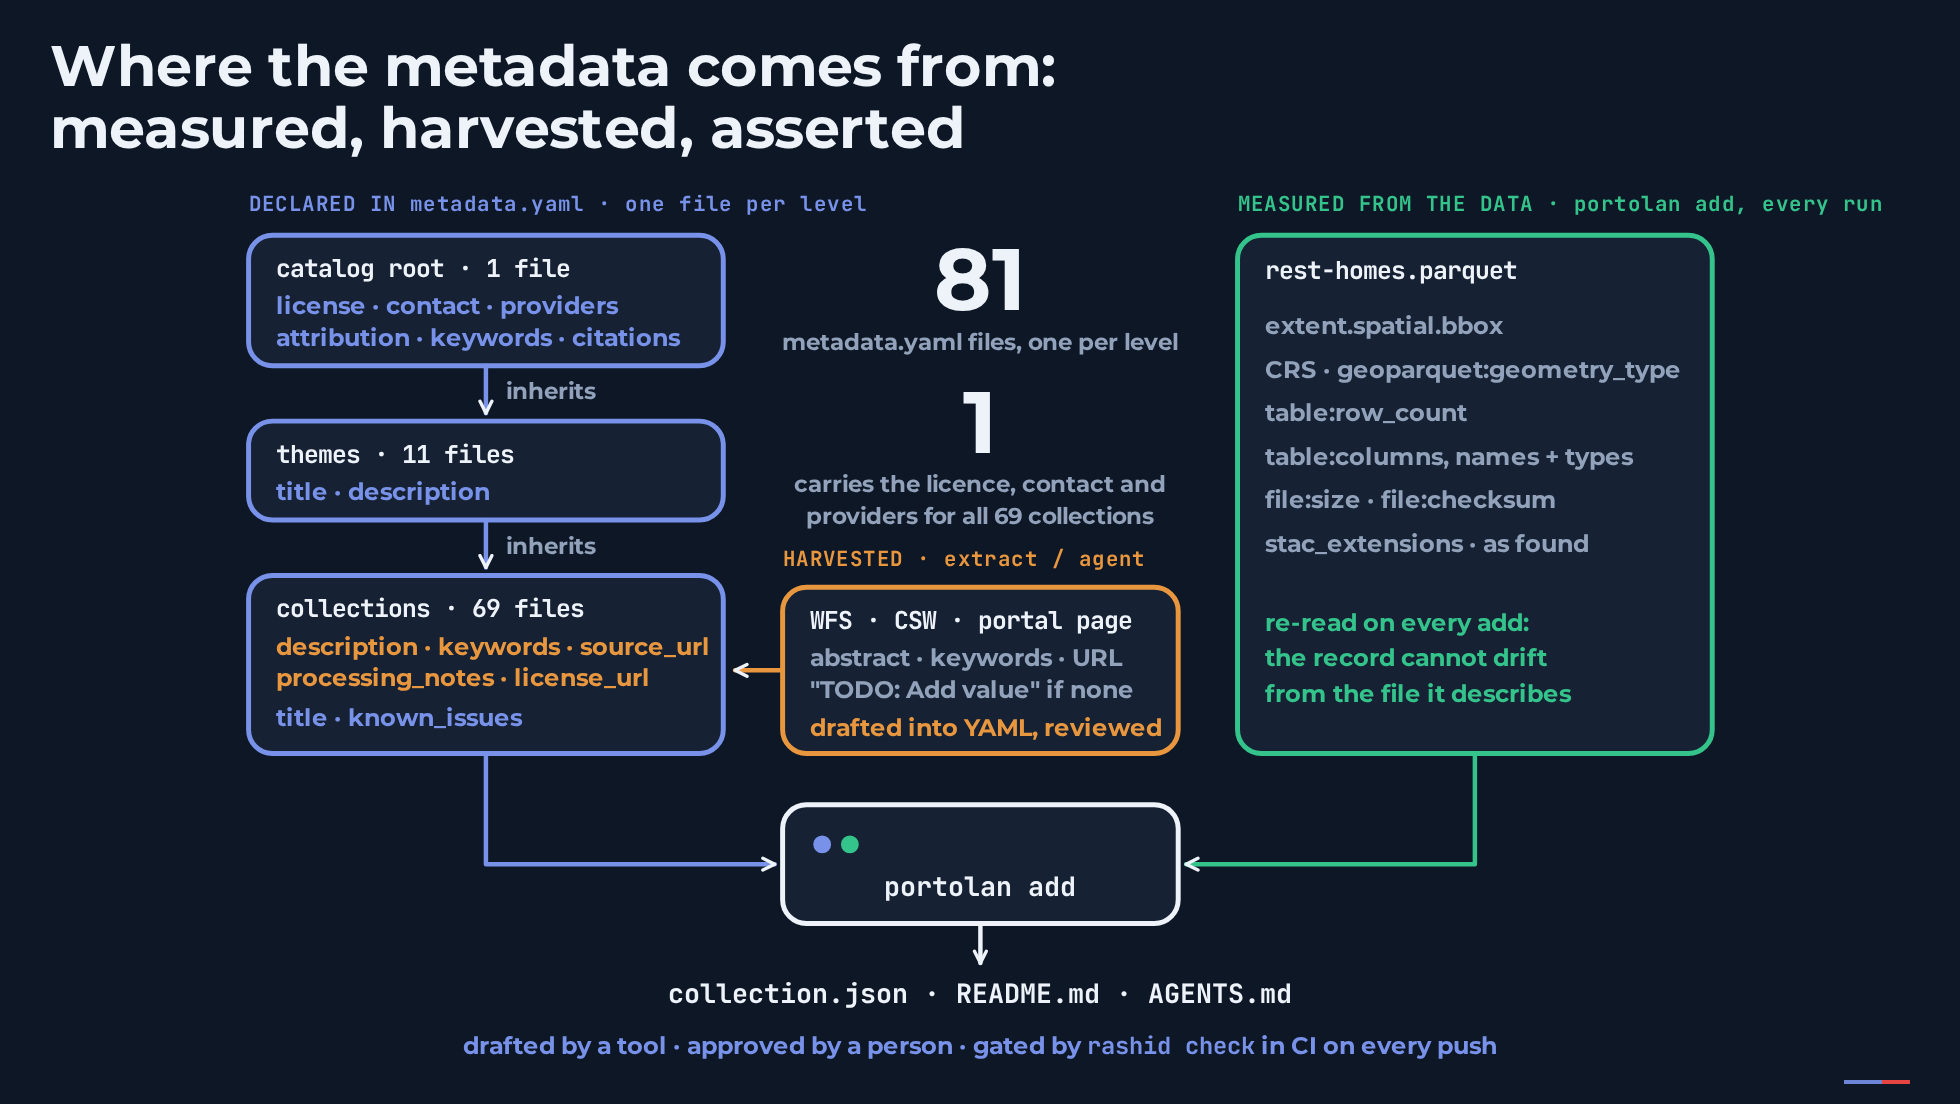 Where the metadata comes from:
measured, harvested, asserted
DECLARED IN metadata.yaml · one file per level
catalog root · 1 file
license · contact · providers
attribution · keywords · citations
inherits
themes · 11 files
title · description
inherits
collections · 69 files
description · keywords · source_url
processing_notes · license_url
title · known_issues
81
metadata.yaml files, one per level
1
carries the licence, contact and
providers for all 69 collections
HARVESTED · extract / agent
WFS · CSW · portal page
abstract · keywords · URL
"TODO: Add value" if none
drafted into YAML, reviewed
MEASURED FROM THE DATA · portolan add, every run
rest-homes.parquet
extent.spatial.bbox
CRS · geoparquet:geometry_type
table:row_count
table:columns, names + types
file:size · file:checksum
stac_extensions · as found
re-read on every add:
the record cannot drift
from the file it describes
portolan add
collection.json · README.md · AGENTS.md
drafted by a tool · approved by a person · gated by rashid check in CI on every push